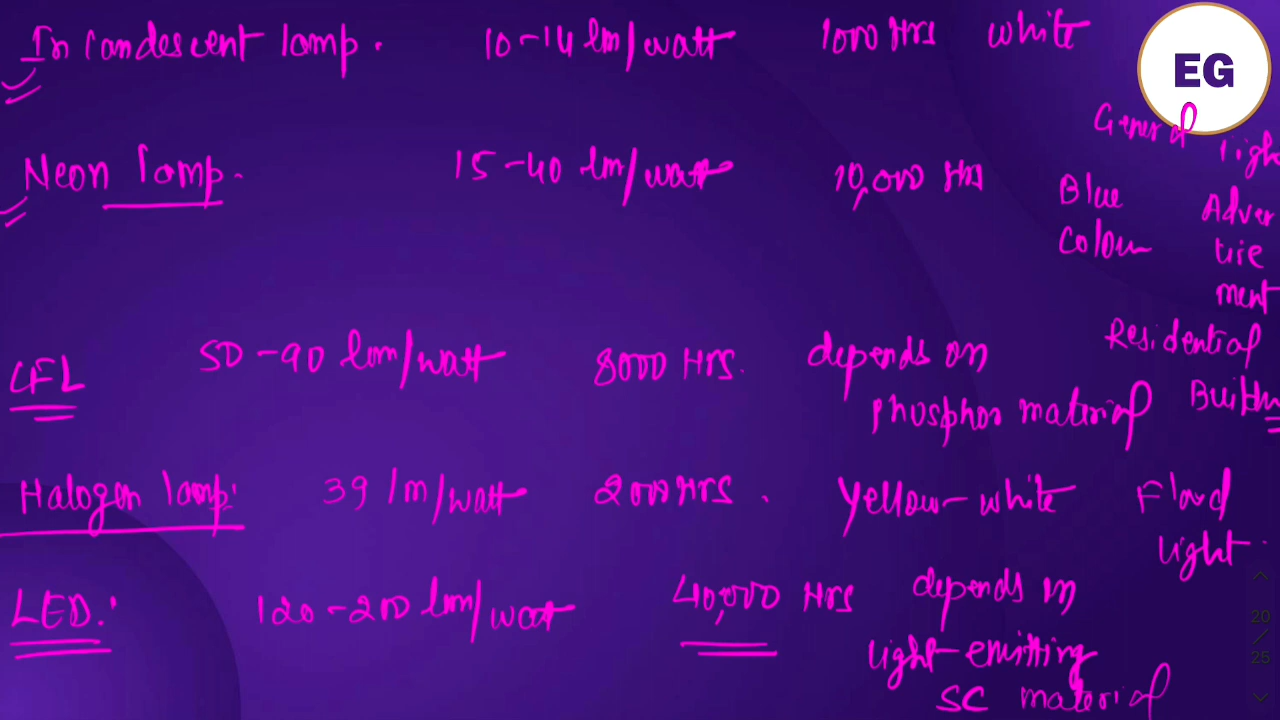 Incandescent lamp. 10-14 lm/watt 1000 Hrs white
EG
General ligh
Neon lamp. 15-40 lm/watt 10,000 Hrs Blue Adver
colour tise
ment
CFL 50-90 lm/watt 8000 Hrs. depends on Residential
phosphor material
Halogen lamp: 39 lm/watt 2000 Hrs. Yellow-white Flood
light.
LED: 120-200 lm/watt 40,000 Hrs depends on
light-emitting
SC material
20
/
25